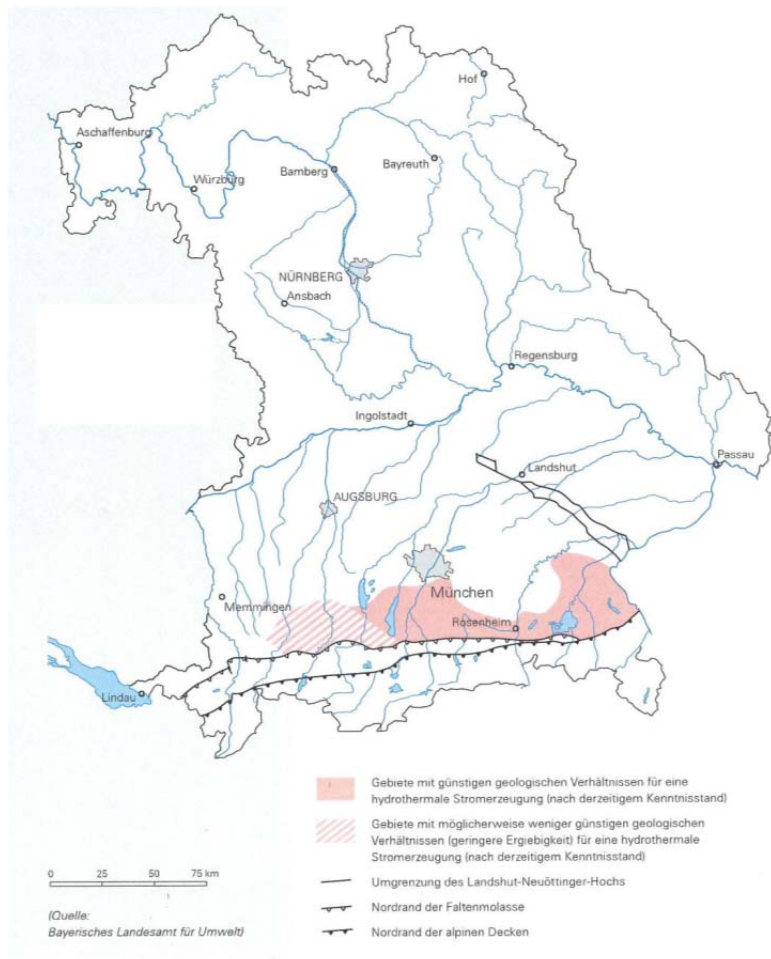 Hof
Aschaffenburg
Würzburg
Bamberg
Bayreuth
NÜRNBERG
Ansbach
Regensburg
Ingolstadt
Passau
Landshut
AUGSBURG
München
Memmingen
Rosenheim
Lindau
Gebiete mit günstigen geologischen Verhältnissen für eine
hydrothermale Stromerzeugung (nach derzeitigem Kenntnisstand)
Gebiete mit möglicherweise weniger günstigen geologischen
Verhältnissen (geringere Ergiebigkeit) für eine hydrothermale
Stromerzeugung (nach derzeitigem Kenntnisstand)
0 25 50 75 km
Umgrenzung des Landshut-Neuöttinger-Hochs
Nordrand der Faltenmolasse
(Quelle:
Bayerisches Landesamt für Umwelt)
Nordrand der alpinen Decken